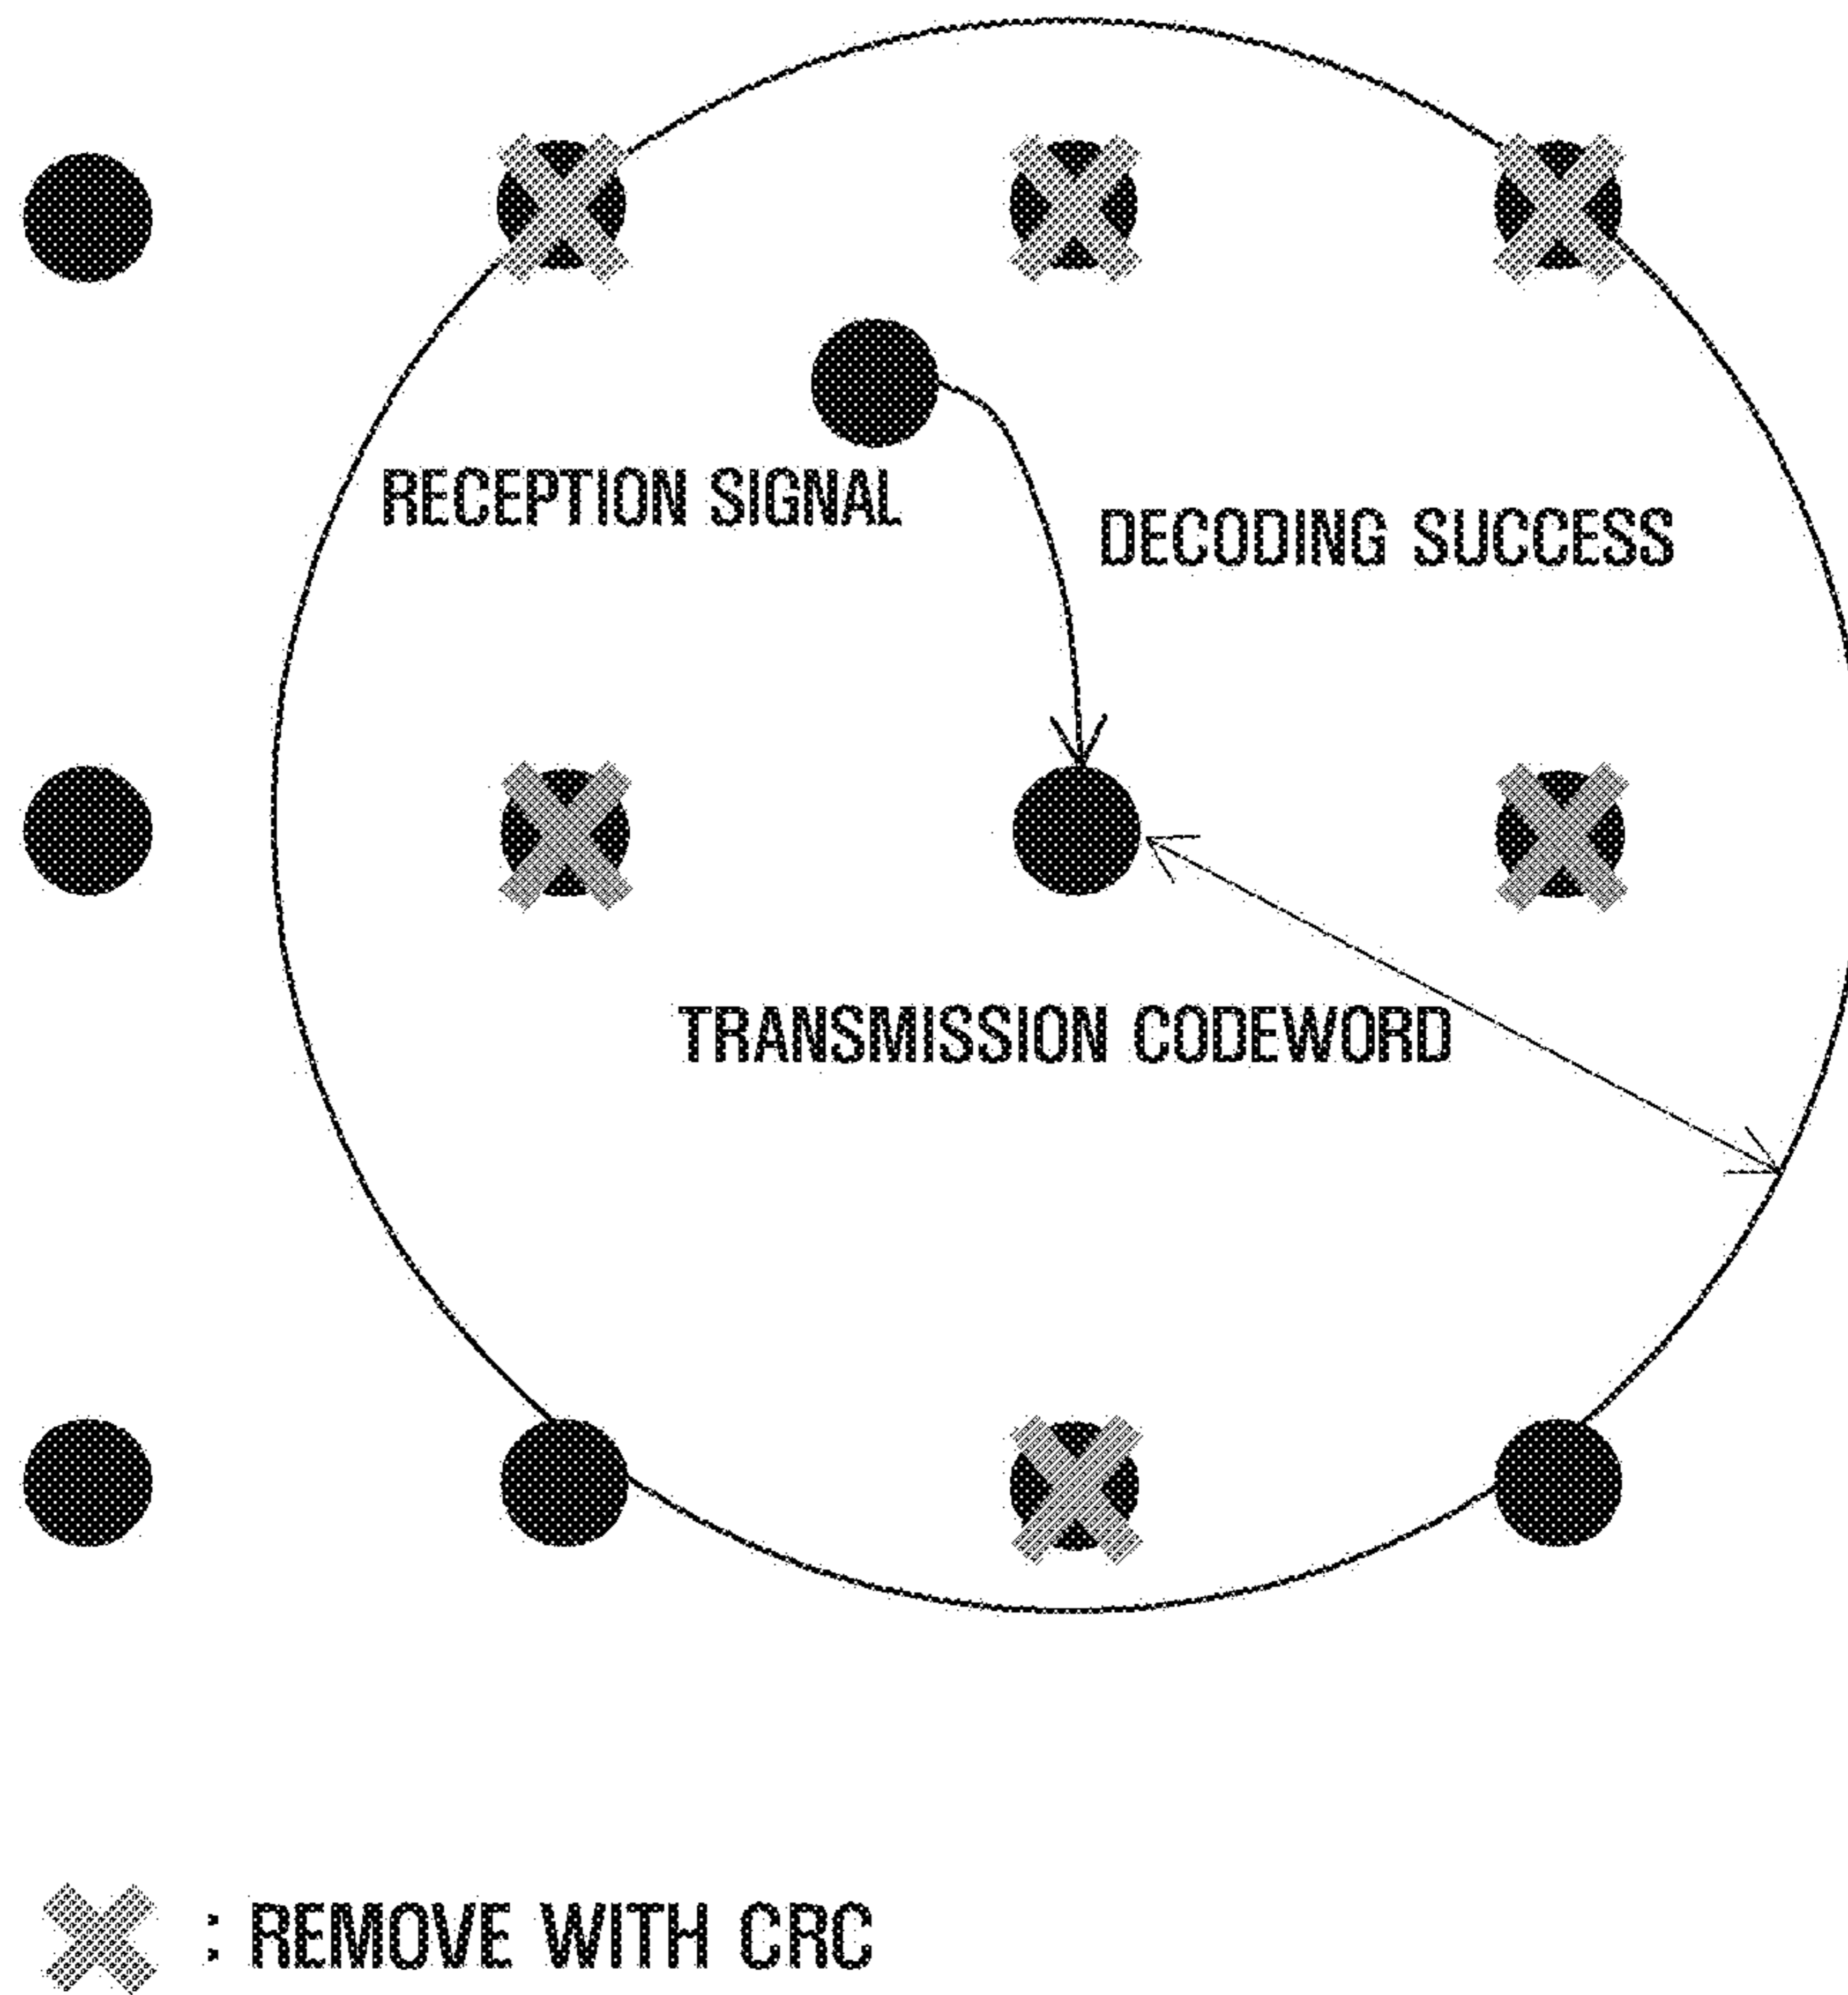 RECEPTION SIGNAL
DECODING SUCCESS
TRANSMISSION CODEWORD
: REMOVE WITH CRC